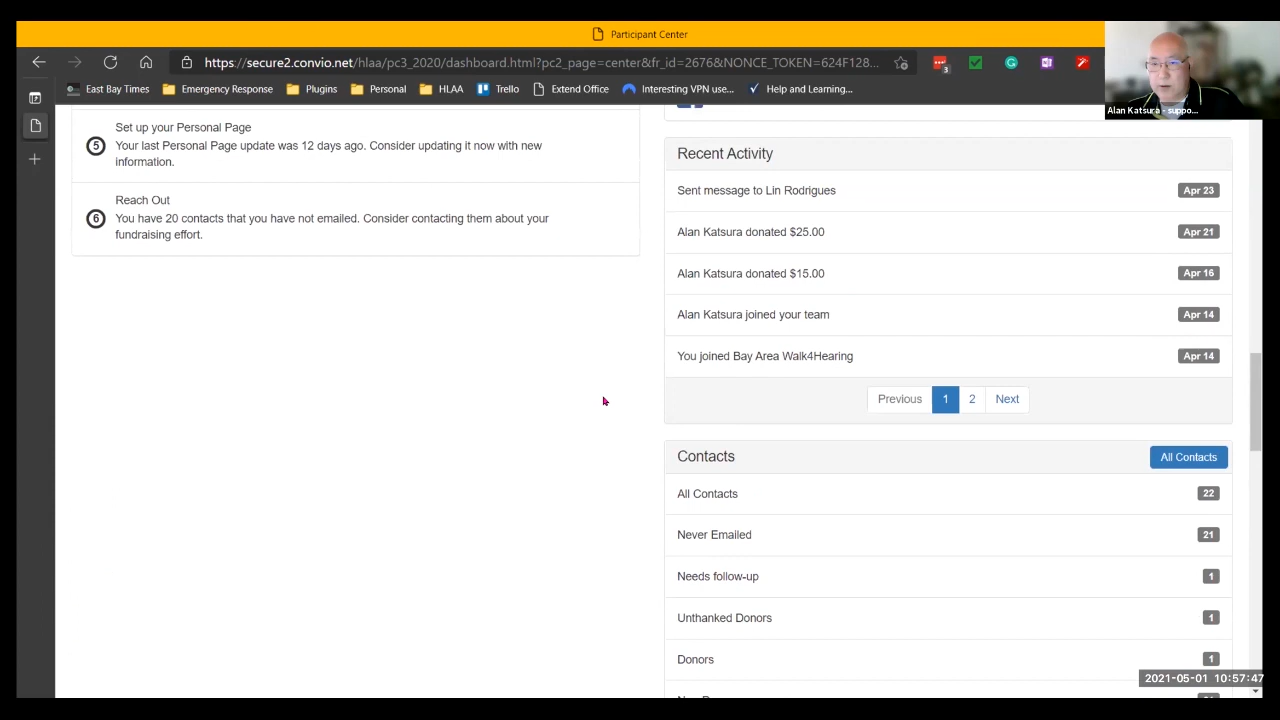 Participant Center
https://secure2.convio.net/hlaa/pc3_2020/dashboard.html?pc2_page=center&fr_id=2676&NONCE_TOKEN=624F128...
3
East Bay Times
Emergency Response
Plugins
Personal
HLAA
Trello
Extend Office
Interesting VPN use...
Help and Learning...
Alan Katsura - suppo...
5
Set up your Personal Page
Your last Personal Page update was 12 days ago. Consider updating it now with new
information.
6
Reach Out
You have 20 contacts that you have not emailed. Consider contacting them about your
fundraising effort.
Recent Activity
Sent message to Lin Rodrigues Apr 23
Alan Katsura donated $25.00 Apr 21
Alan Katsura donated $15.00 Apr 16
Alan Katsura joined your team Apr 14
You joined Bay Area Walk4Hearing Apr 14
Previous 1 2 Next
Contacts All Contacts
All Contacts 22
Never Emailed 21
Needs follow-up 1
Unthanked Donors 1
Donors 1
2021-05-01 10:57:47